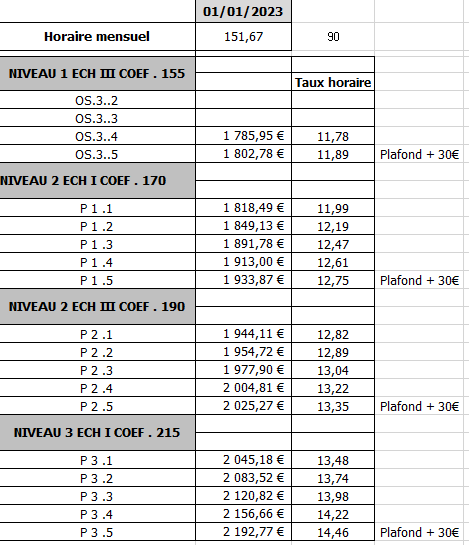 01/01/2023
Horaire mensuel 151,67 90
NIVEAU 1 ECH III COEF . 155
Taux horaire
OS.3..2
OS.3..3
OS.3..4 1 785,95 € 11,78
OS.3..5 1 802,78 € 11,89 Plafond + 30€
NIVEAU 2 ECH I COEF . 170
P 1 .1 1 818,49 € 11,99
P 1 .2 1 849,13 € 12,19
P 1 .3 1 891,78 € 12,47
P 1 .4 1 913,00 € 12,61
P 1 .5 1 933,87 € 12,75 Plafond + 30€
NIVEAU 2 ECH III COEF . 190
P 2 .1 1 944,11 € 12,82
P 2 .2 1 954,72 € 12,89
P 2 .3 1 977,90 € 13,04
P 2 .4 2 004,81 € 13,22
P 2 .5 2 025,27 € 13,35 Plafond + 30€
NIVEAU 3 ECH I COEF . 215
P 3 .1 2 045,18 € 13,48
P 3 .2 2 083,52 € 13,74
P 3 .3 2 120,82 € 13,98
P 3 .4 2 156,66 € 14,22
P 3 .5 2 192,77 € 14,46 Plafond + 30€